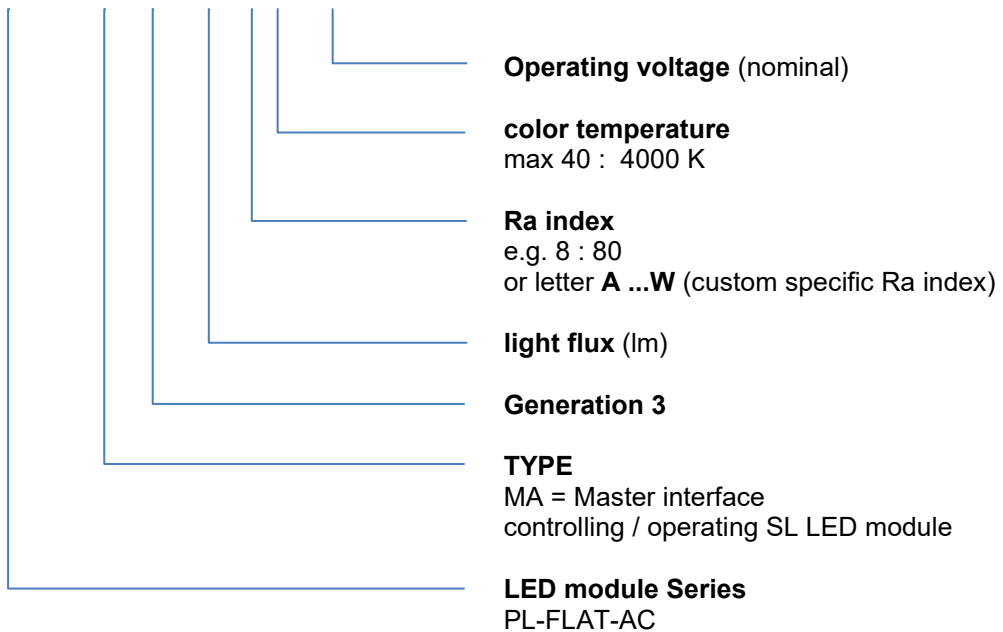 Operating voltage (nominal)
color temperature
max 40 : 4000 K
Ra index
e.g. 8 : 80
or letter A ...W (custom specific Ra index)
light flux (lm)
Generation 3
TYPE
MA = Master interface
controlling / operating SL LED module
LED module Series
PL-FLAT-AC